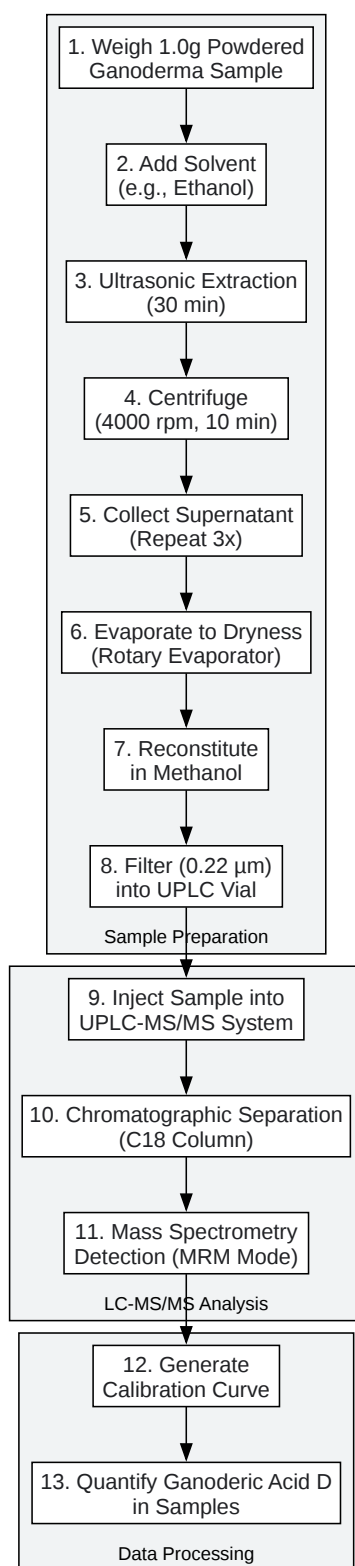 1. Weigh 1.0g Powdered
Ganoderma Sample
2. Add Solvent
(e.g., Ethanol)
3. Ultrasonic Extraction
(30 min)
4. Centrifuge
(4000 rpm, 10 min)
5. Collect Supernatant
(Repeat 3x)
6. Evaporate to Dryness
(Rotary Evaporator)
7. Reconstitute
in Methanol
8. Filter (0.22 µm)
into UPLC Vial
Sample Preparation
9. Inject Sample into
UPLC-MS/MS System
10. Chromatographic Separation
(C18 Column)
11. Mass Spectrometry
Detection (MRM Mode)
LC-MS/MS Analysis
12. Generate
Calibration Curve
13. Quantify Ganoderic Acid D
in Samples
Data Processing